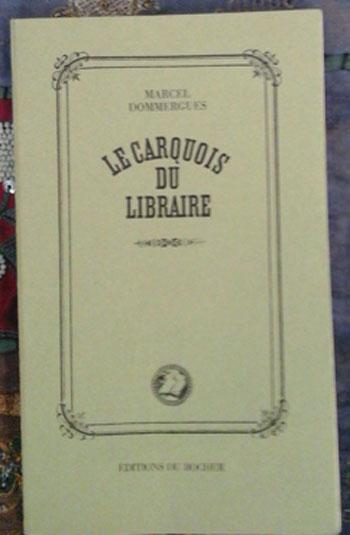 MARCEL
DOMMERGUES
LE CARQUOIS
DU
LIBRAIRE
EDITIONS DU ROCHER